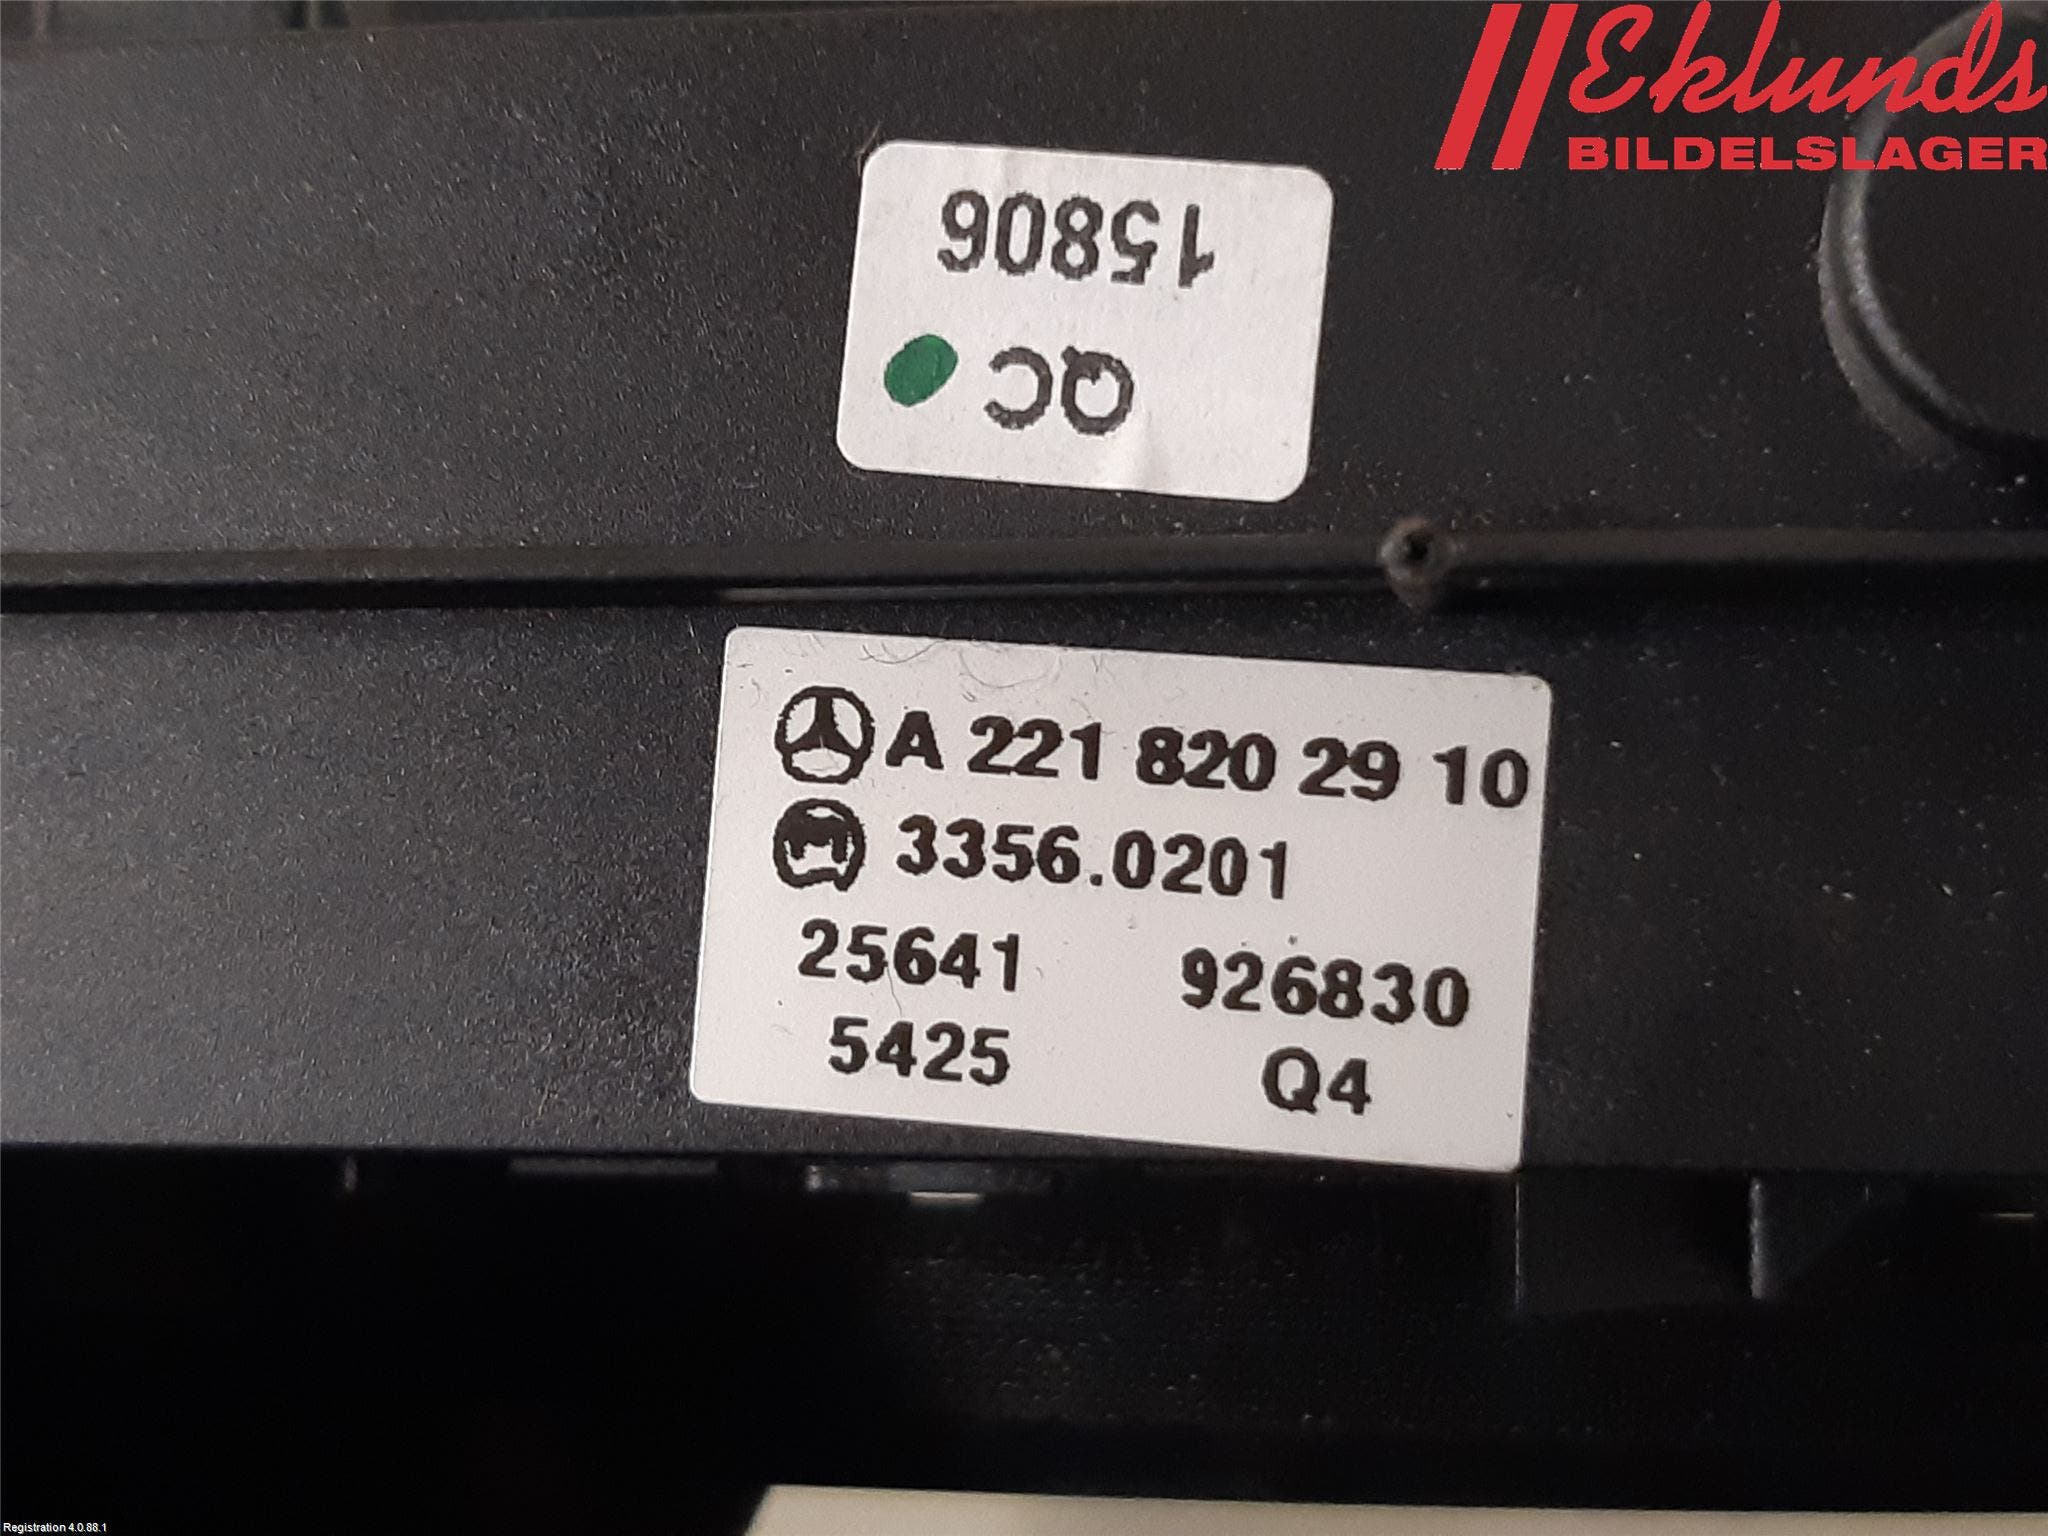 Eklunds
BILDELSLAGER
15806
QC
A 221 820 29 10
3356.0201
25641 926830
5425 Q4
Registration 4.0.88.1